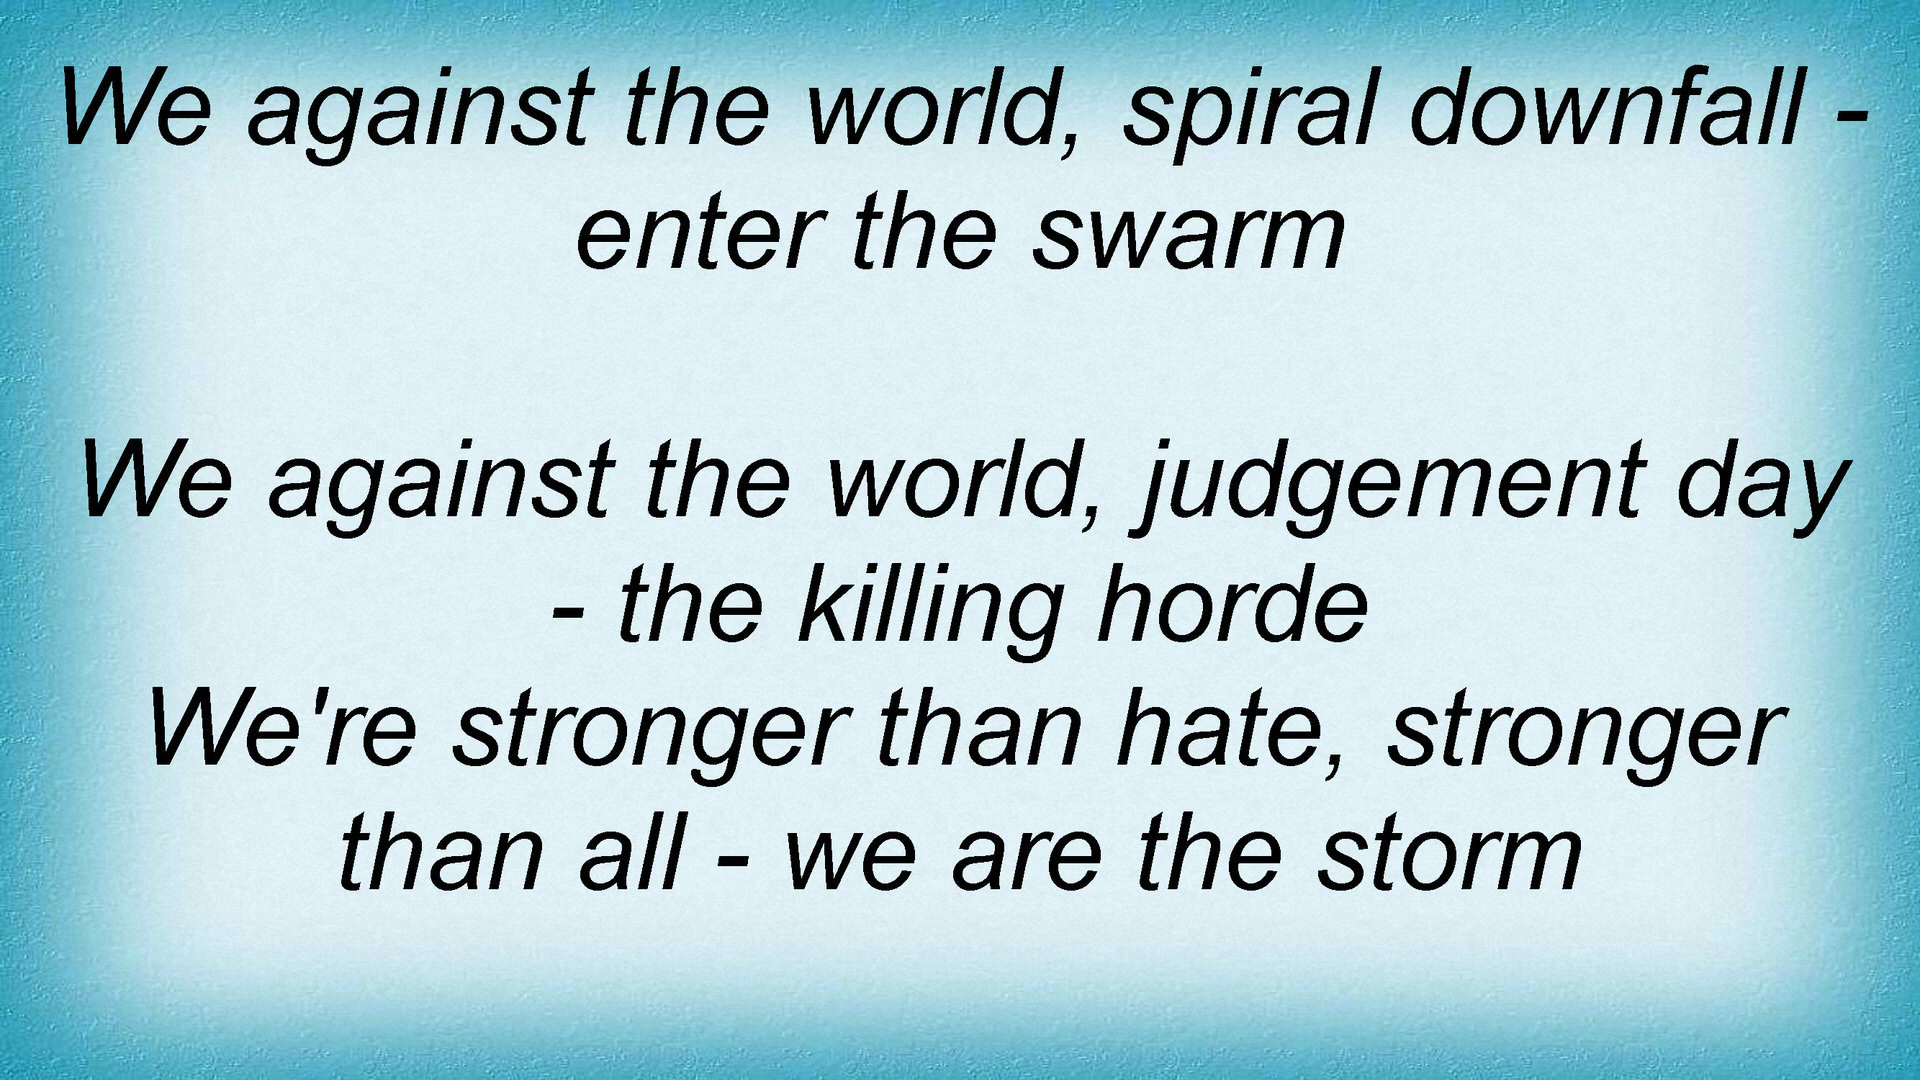 We against the world, spiral downfall -
enter the swarm
We against the world, judgement day
- the killing horde
We're stronger than hate, stronger
than all - we are the storm